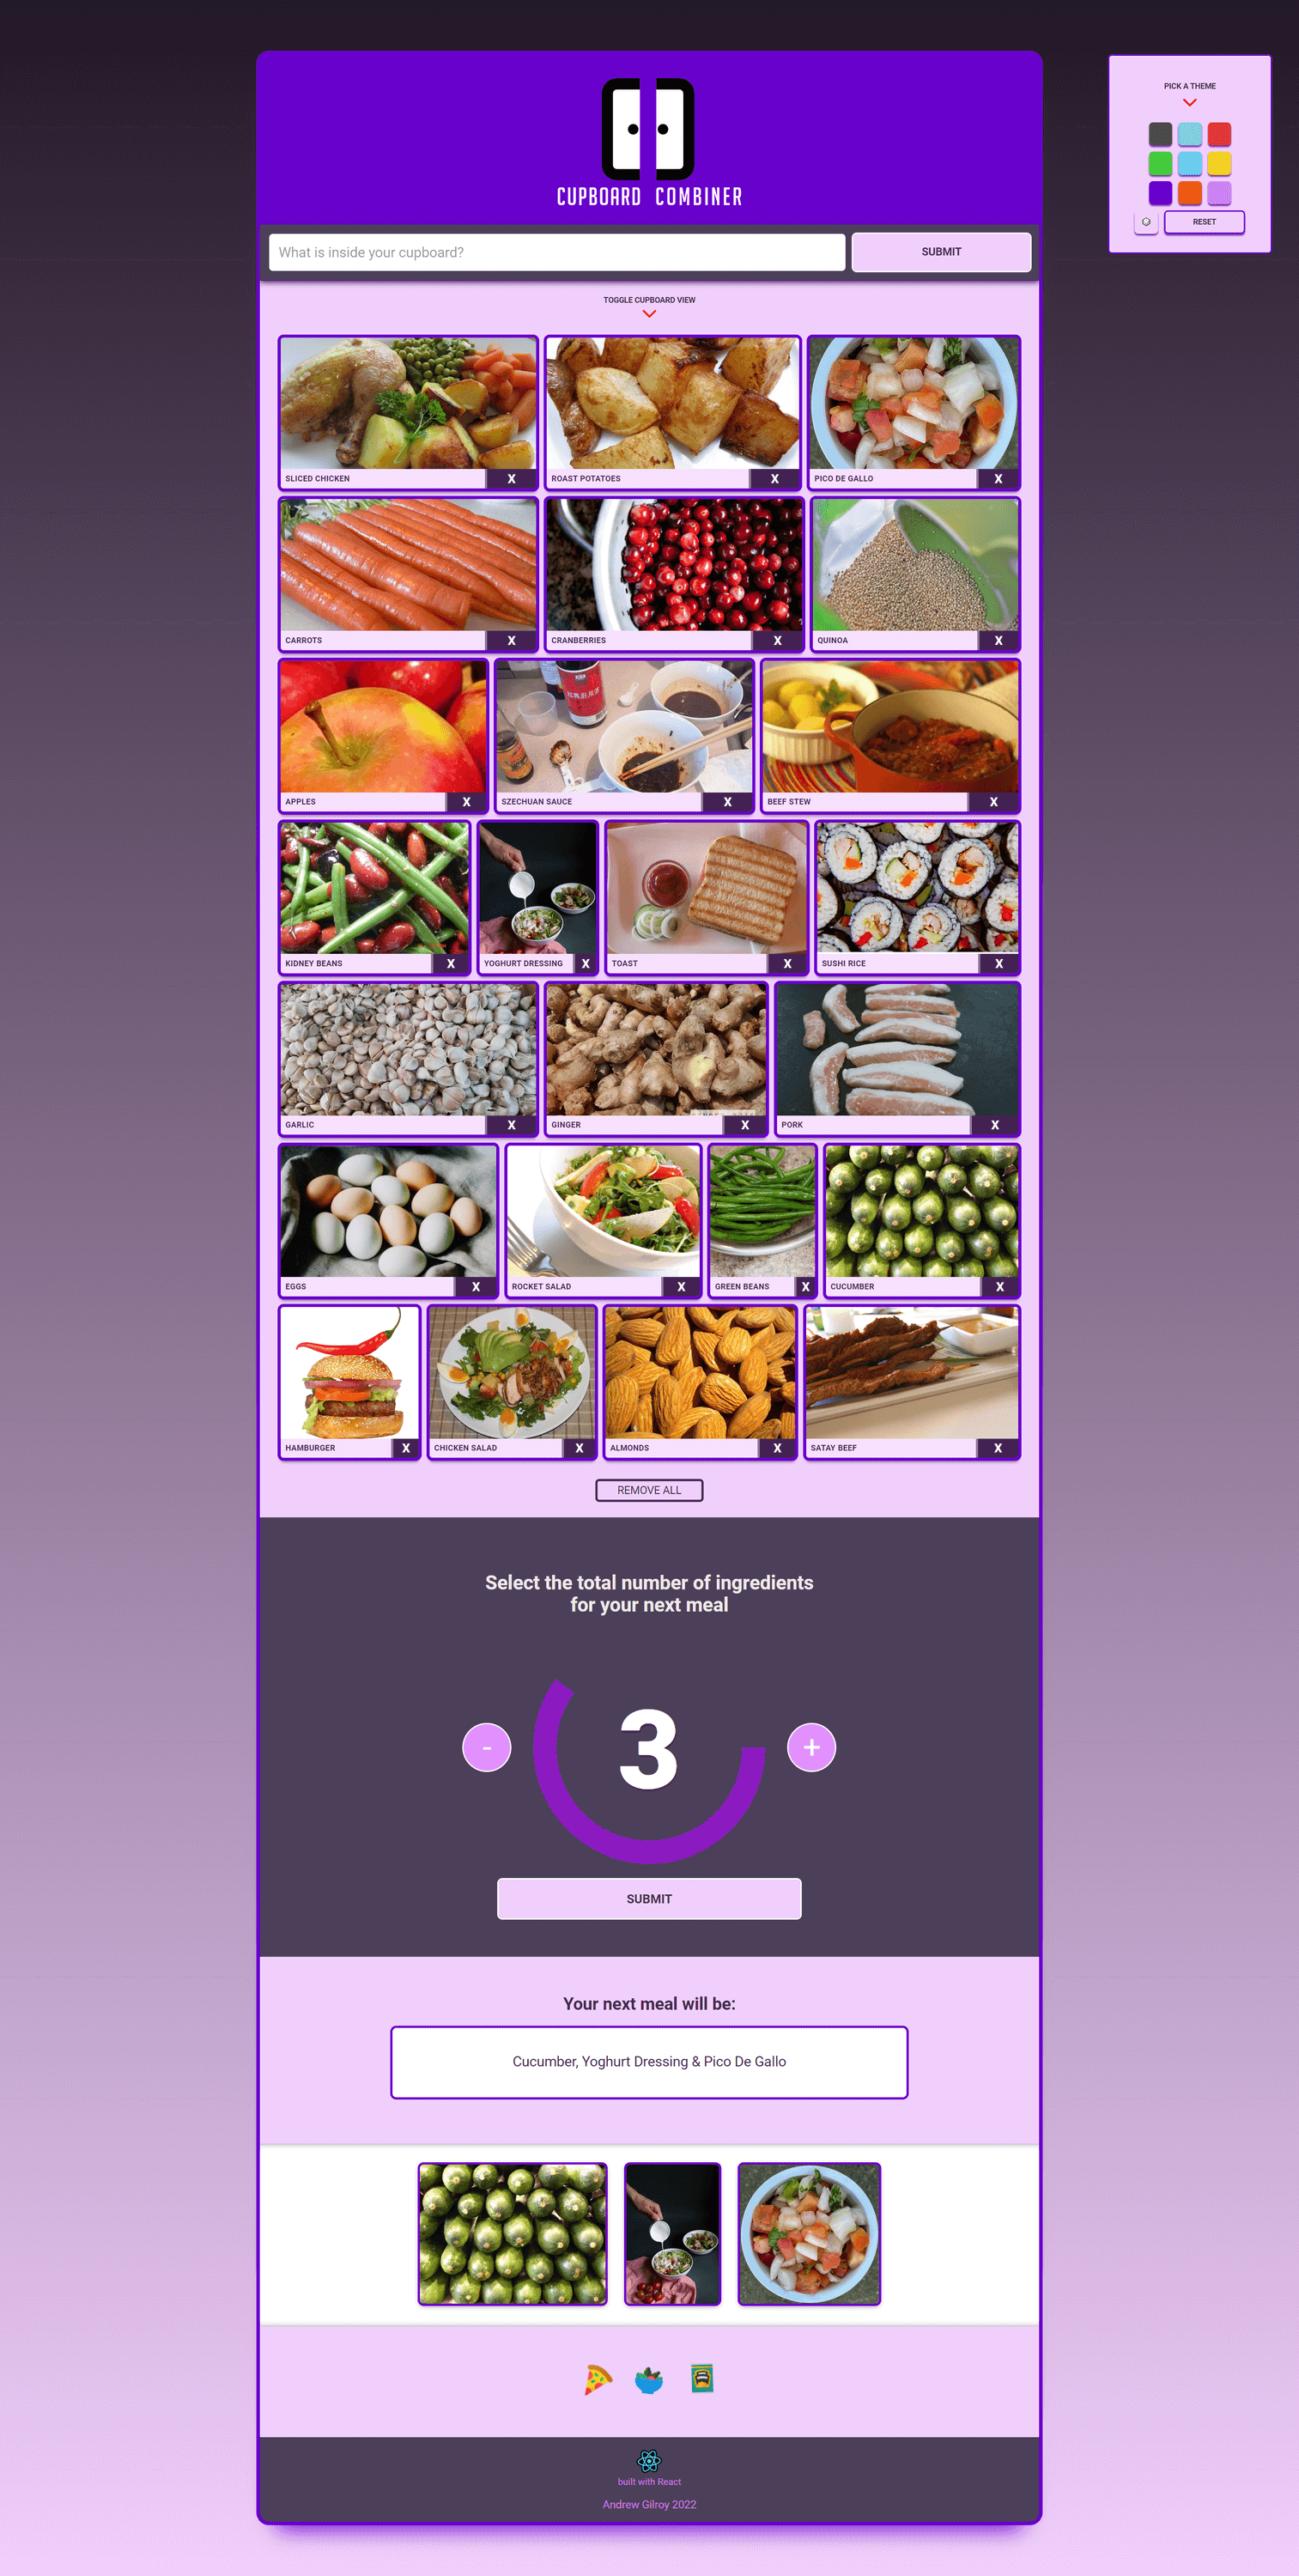 CUPBOARD COMBINER
PICK A THEME
RESET
What is inside your cupboard?
SUBMIT
TOGGLE CUPBOARD VIEW
SLICED CHICKEN X
ROAST POTATOES X
PICO DE GALLO X
CARROTS X
CRANBERRIES X
QUINOA X
APPLES X
SZECHUAN SAUCE X
BEEF STEW X
KIDNEY BEANS X
YOGHURT DRESSING X
TOAST X
SUSHI RICE X
GARLIC X
GINGER X
PORK X
EGGS X
ROCKET SALAD X
GREEN BEANS X
CUCUMBER X
HAMBURGER X
CHICKEN SALAD X
ALMONDS X
SATAY BEEF X
REMOVE ALL
Select the total number of ingredients
for your next meal
- 3 +
SUBMIT
Your next meal will be:
Cucumber, Yoghurt Dressing & Pico De Gallo
built with React
Andrew Gilroy 2022